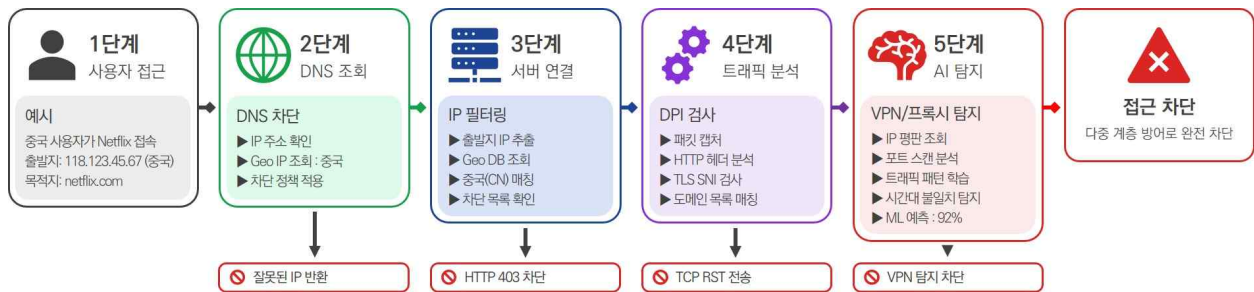 1단계
사용자 접근
예시
중국 사용자가 Netflix 접속
출발지: 118.123.45.67 (중국)
목적지: netflix.com
2단계
DNS 조회
DNS 차단
▶ IP 주소 확인
▶ Geo IP 조회 : 중국
▶ 차단 정책 적용
잘못된 IP 반환
3단계
서버 연결
IP 필터링
▶ 출발지 IP 추출
▶ Geo DB 조회
▶ 중국(CN) 매칭
▶ 차단 목록 확인
HTTP 403 차단
4단계
트래픽 분석
DPI 검사
▶ 패킷 캡처
▶ HTTP 헤더 분석
▶ TLS SNI 검사
▶ 도메인 목록 매칭
TCP RST 전송
5단계
AI 탐지
VPN/프록시 탐지
▶ IP 평판 조회
▶ 포트 스캔 분석
▶ 트래픽 패턴 학습
▶ 시간대 불일치 탐지
▶ ML 예측 : 92%
VPN 탐지 차단
접근 차단
다중 계층 방어로 완전 차단